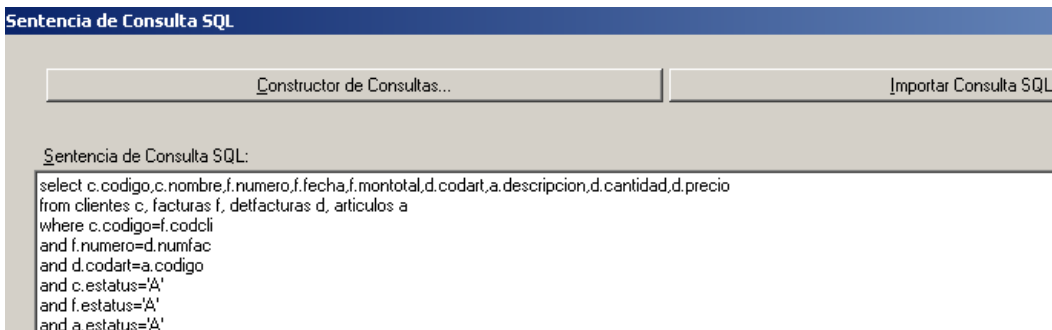 Sentencia de Consulta SQL
Constructor de Consultas...
Importar Consulta SQL
Sentencia de Consulta SQL:
select c.codigo,c.nombre,f.numero,f.fecha,f.montotal,d.codart,a.descripcion,d.cantidad,d.precio
from clientes c, facturas f, detfacturas d, articulos a
where c.codigo=f.codcli
and f.numero=d.numfac
and d.codart=a.codigo
and c.estatus='A'
and f.estatus='A'
and a.estatus='A'